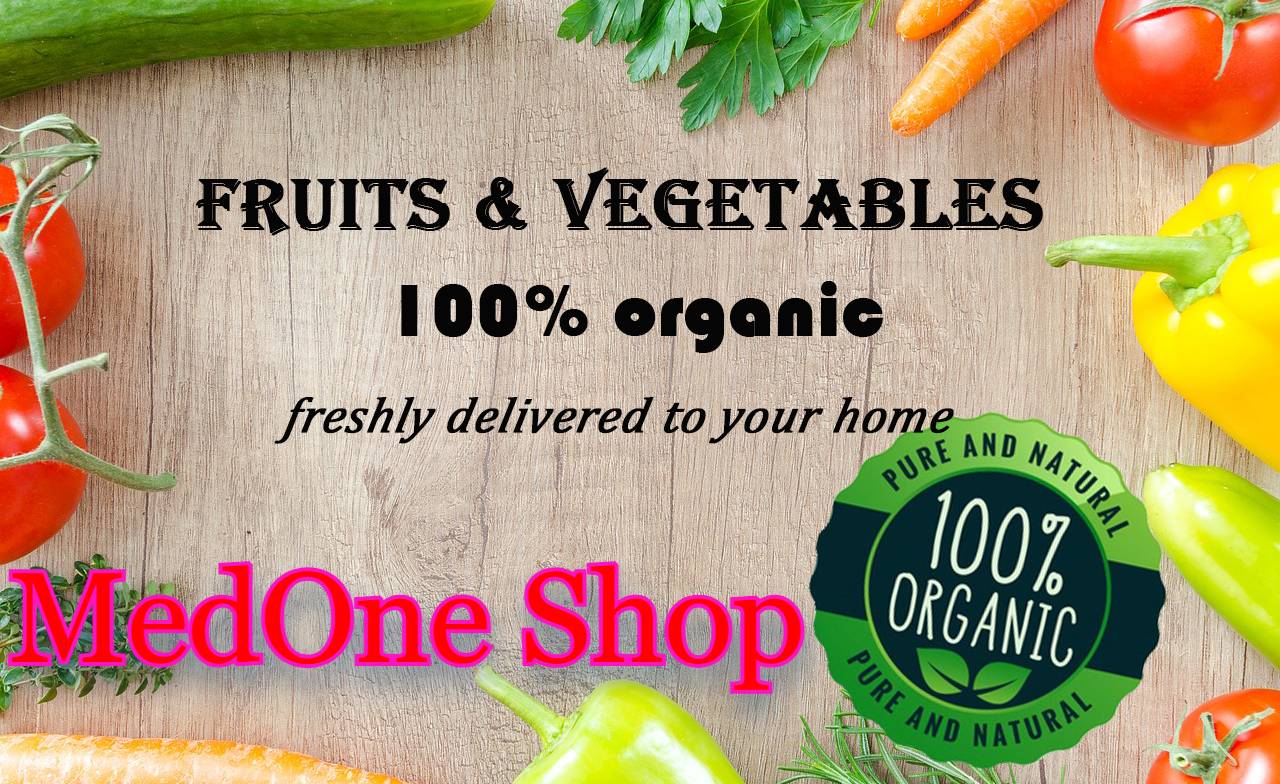 FRUITS & VEGETABLES
100% organic
freshly delivered to your home
MedOne Shop
PURE AND NATURAL
100%
ORGANIC
PURE AND NATURAL